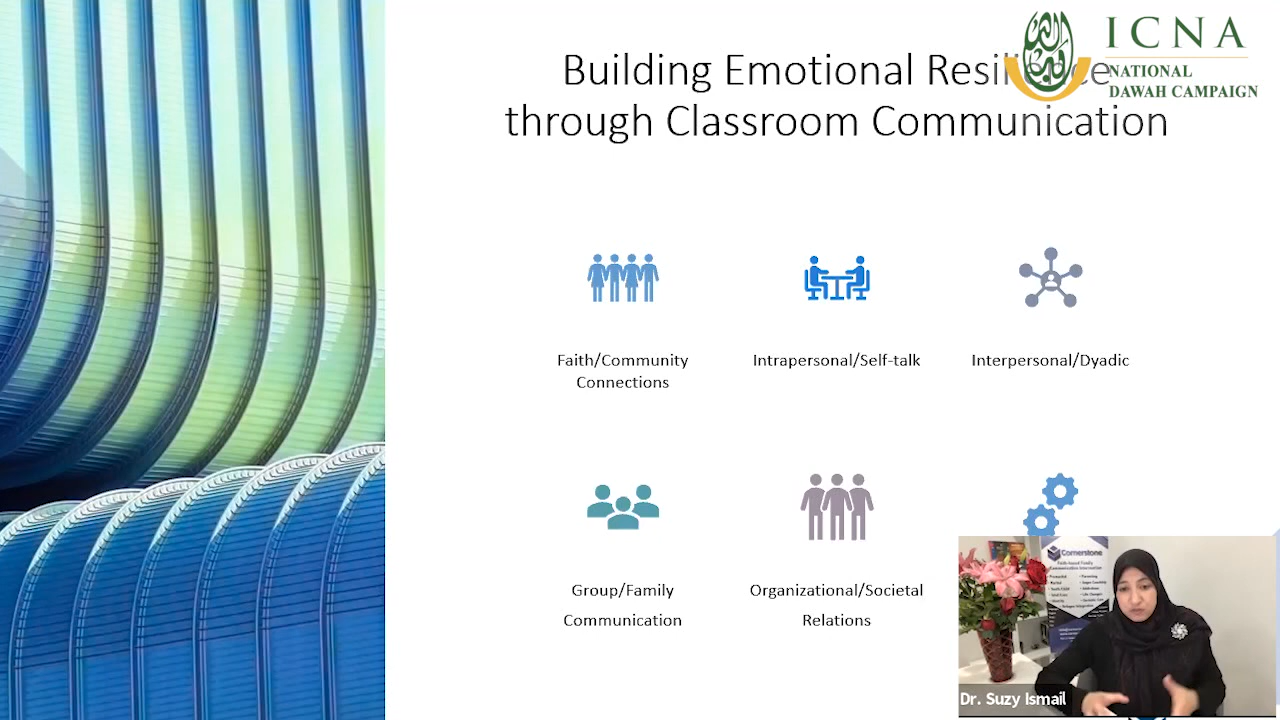 Building Emotional Resilience
through Classroom Communication
ICNA
NATIONAL
DAWAH CAMPAIGN
Faith/Community
Connections
Intrapersonal/Self-talk
Interpersonal/Dyadic
Group/Family
Communication
Organizational/Societal
Relations
Cornerstone
Dr. Suzy Ismail